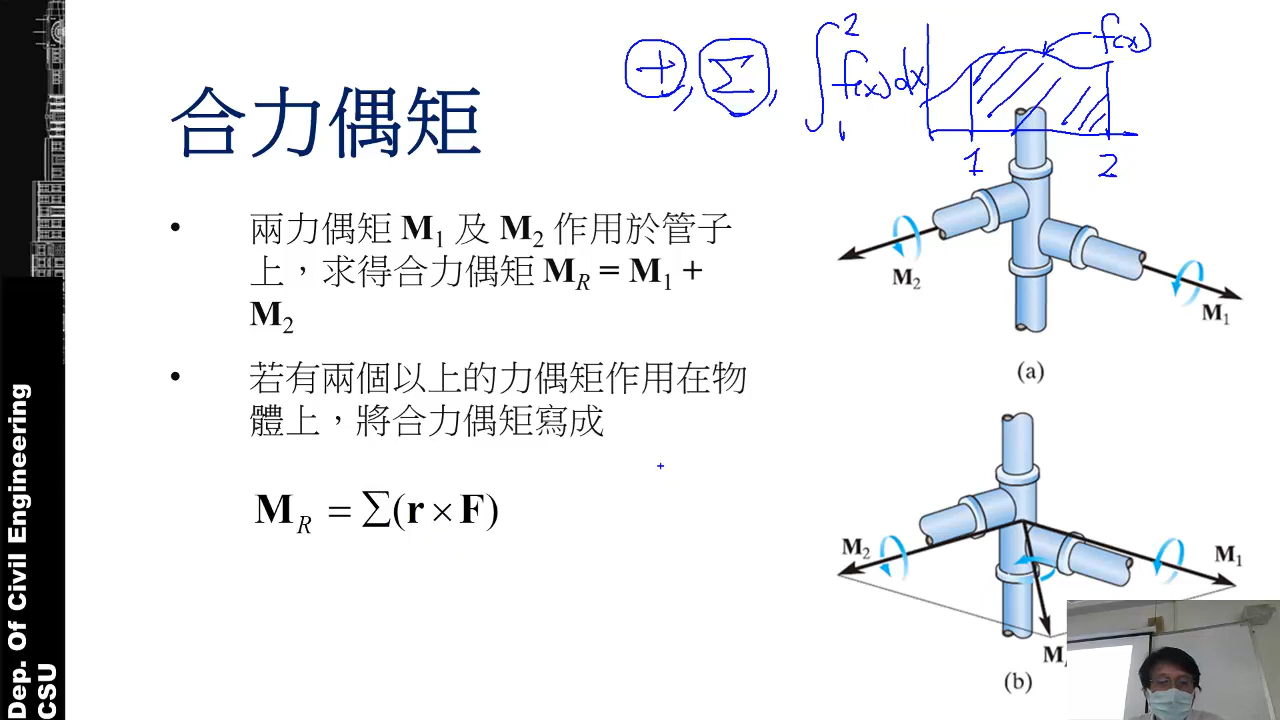 合力偶矩
• 兩力偶矩 M1 及 M2 作用於管子
上，求得合力偶矩 MR = M1 +
M2
• 若有兩個以上的力偶矩作用在物
體上，將合力偶矩寫成
MR = ∑(r × F)
+, Σ, ∫₁² f(x) dx
f(x)
1 2
M2
M1
(a)
M2
M1
M
(b)
Dep. Of Civil Engineering
CSU